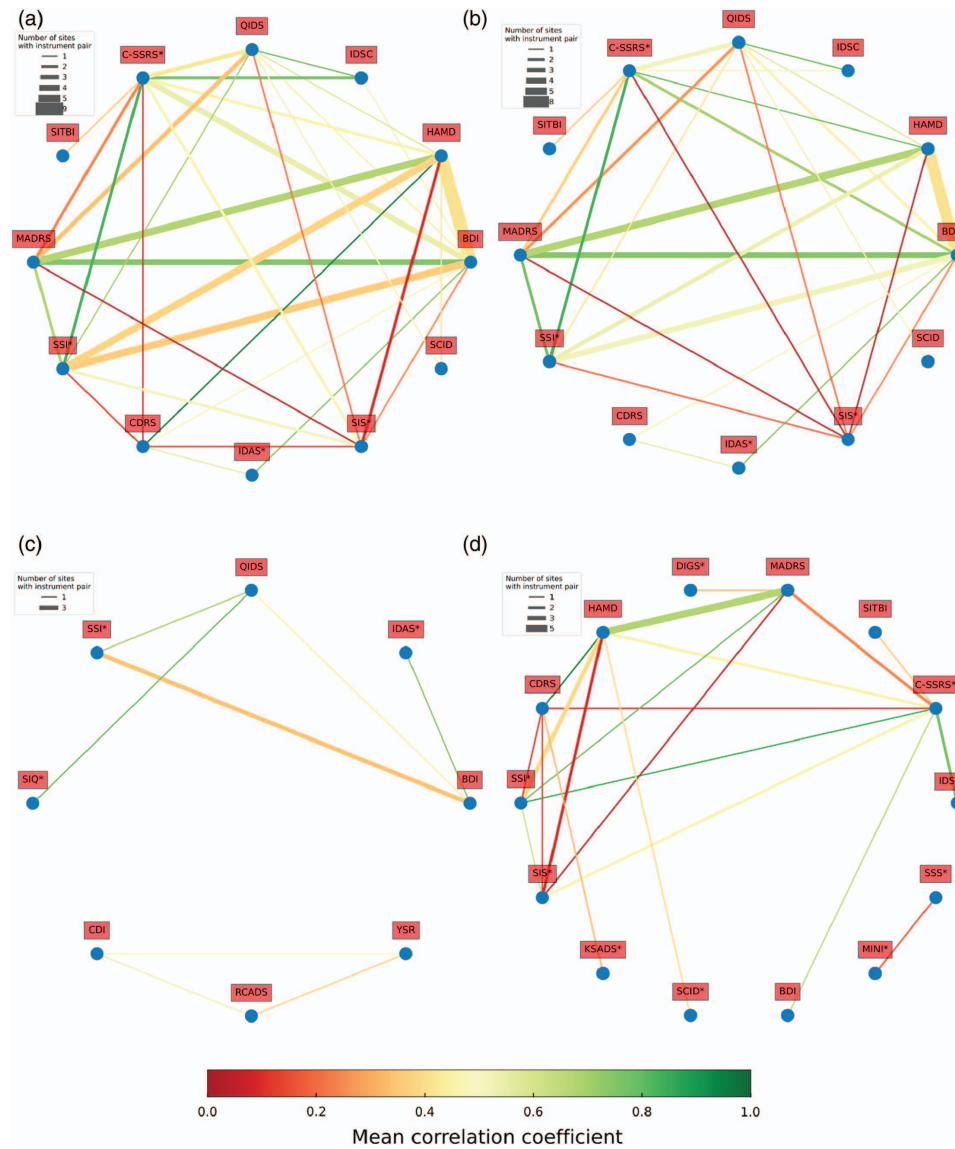 (a)
Number of sites
with instrument pair
1
2
3
4
5
9
QIDS
C-SSRS*
IDSC
SITBI
HAMD
MADRS
BDI
SSI*
SCID
CDRS
SIS*
IDAS*
(b)
Number of sites
with instrument pair
1
2
3
4
5
8
QIDS
C-SSRS*
IDSC
SITBI
HAMD
MADRS
BD
SSI*
SCID
CDRS
SIS*
IDAS*
(c)
Number of sites
with instrument pair
1
3
QIDS
SSI*
IDAS*
SIQ*
BDI
CDI
YSR
RCADS
(d)
Number of sites
with instrument pair
1
2
3
5
DIGS*
MADRS
HAMD
SITBI
CDRS
C-SSRS*
SSI*
IDS
SIS*
SSS*
KSADS*
MINI*
SCID*
BDI
0.0 0.2 0.4 0.6 0.8 1.0
Mean correlation coefficient